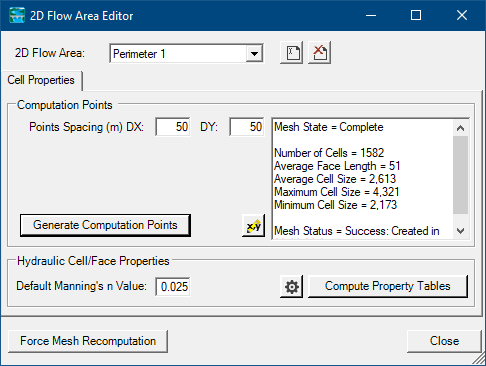 2D Flow Area Editor
2D Flow Area: Perimeter 1
Cell Properties
Computation Points
Points Spacing (m) DX: 50 DY: 50
Mesh State = Complete
Number of Cells = 1582
Average Face Length = 51
Average Cell Size = 2,613
Maximum Cell Size = 4,321
Minimum Cell Size = 2,173
Mesh Status = Success: Created in
Generate Computation Points
x,y
Hydraulic Cell/Face Properties
Default Manning's n Value: 0.025
Compute Property Tables
Force Mesh Recomputation
Close